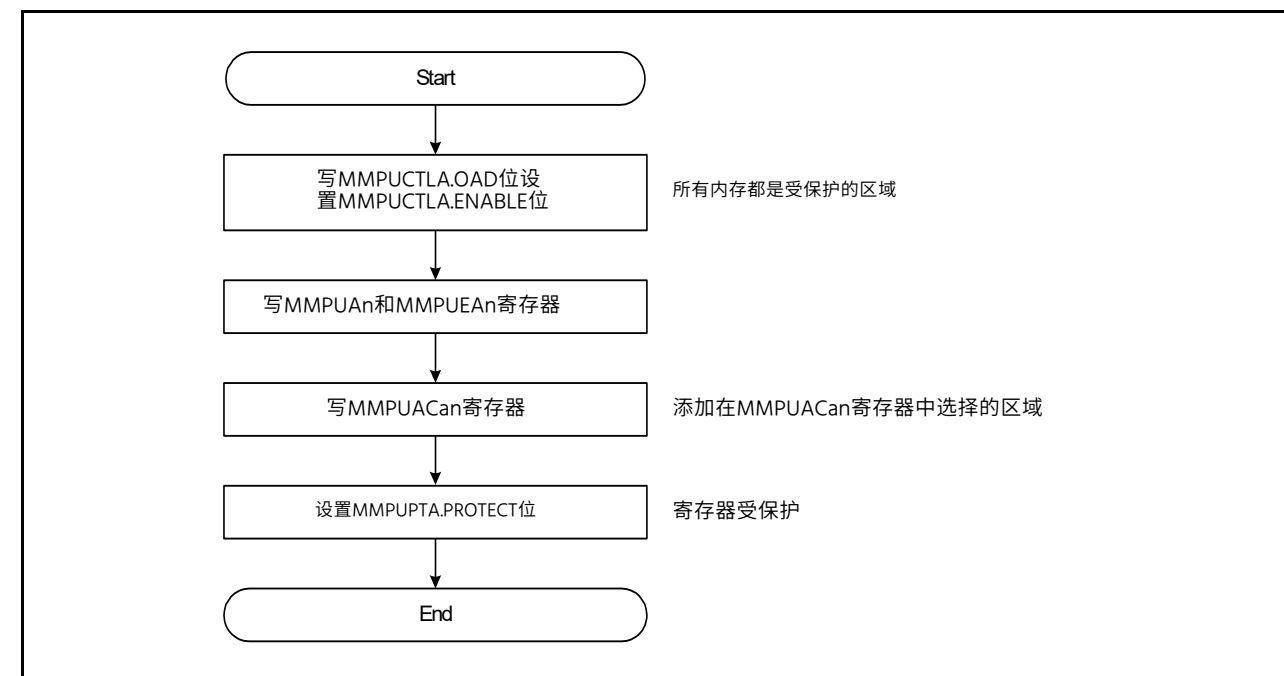 Start
写MMPUCTLA.OAD位设
置MMPUCTLA.ENABLE位
所有内存都是受保护的区域
写MMPUAn和MMPUEAn寄存器
写MMPUACan寄存器
添加在MMPUACan寄存器中选择的区域
设置MMPUPTA.PROTECT位
寄存器受保护
End